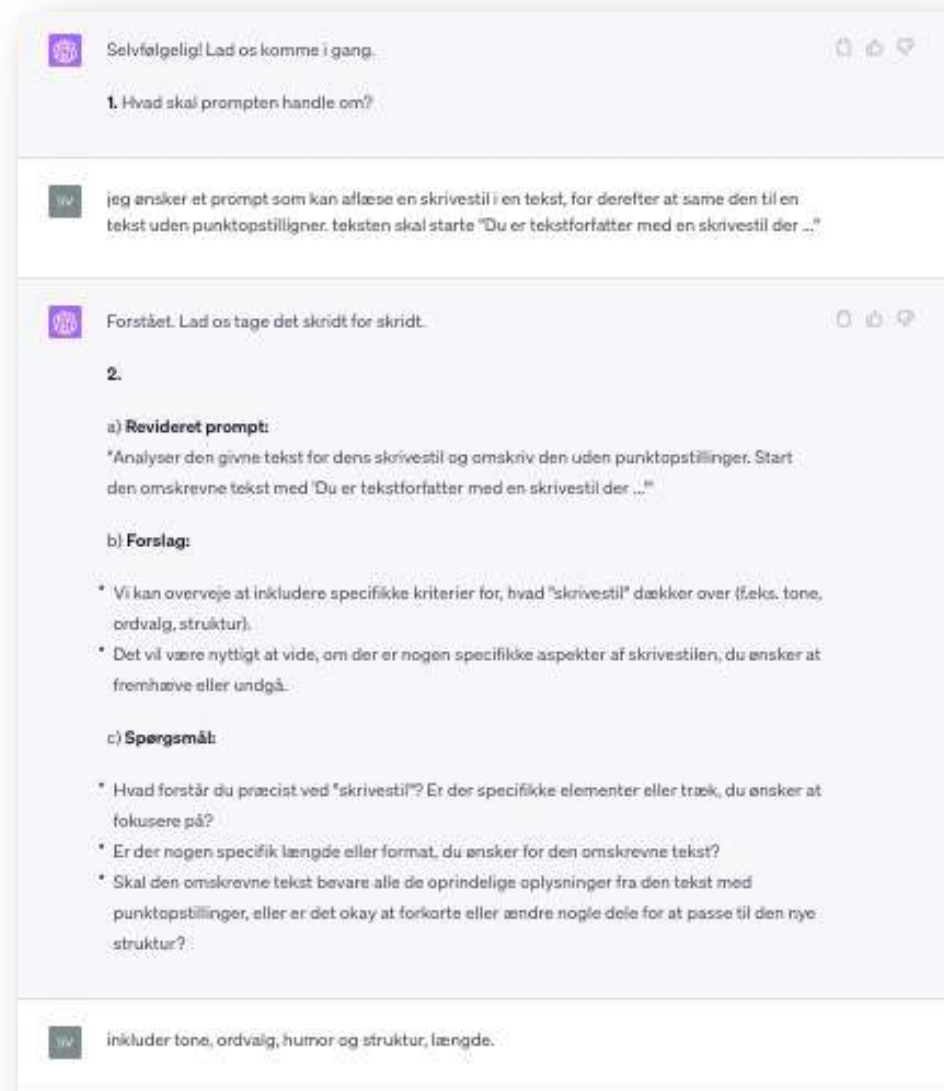 Selvfølgelig! Lad os komme i gang.
1. Hvad skal prompten handle om?
jeg ønsker et prompt som kan aflæse en skrivestil i en tekst, for derefter at same den til en
tekst uden punktopstilligner. teksten skal starte "Du er tekstforfatter med en skrivestil der ..."
Forstået. Lad os tage det skridt for skridt.
2.
a) Revideret prompt:
"Analyser den givne tekst for dens skrivestil og omskriv den uden punktopstillinger. Start
den omskrevne tekst med 'Du er tekstforfatter med en skrivestil der ...'"
b) Forslag:
• Vi kan overveje at inkludere specifikke kriterier for, hvad "skrivestil" dækker over (f.eks. tone,
ordvalg, struktur).
• Det vil være nyttigt at vide, om der er nogen specifikke aspekter af skrivestilen, du ønsker at
fremhæve eller undgå.
c) Spørgsmål:
• Hvad forstår du præcist ved "skrivestil"? Er der specifikke elementer eller træk, du ønsker at
fokusere på?
• Er der nogen specifik længde eller format, du ønsker for den omskrevne tekst?
• Skal den omskrevne tekst bevare alle de oprindelige oplysninger fra den tekst med
punktopstillinger, eller er det okay at forkorte eller ændre nogle dele for at passe til den nye
struktur?
inkluder tone, ordvalg, humor og struktur, længde.